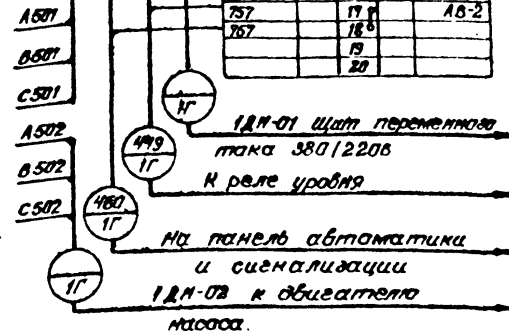 А501
В501
С501
А502
В502
С502
757 17 АВ-2
767 18
19
20
1Г
449
1Г
460
1Г
1Г
1ДН-01 Щит переменного
тока 380/220в
К реле уровня
На панель автоматики
и сигнализации
1ДН-02 к двигателю
насоса.